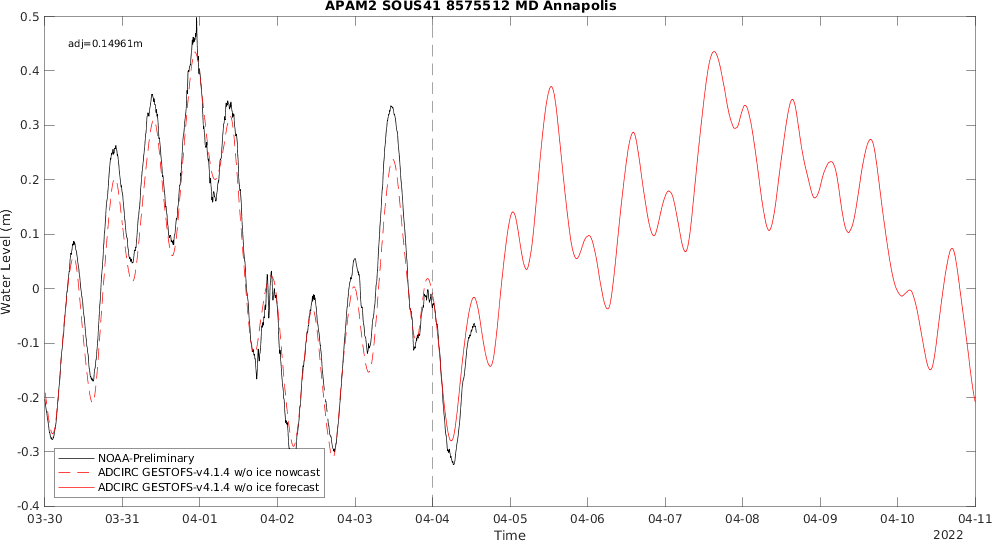 APAM2 SOUS41 8575512 MD Annapolis
adj=0.14961m
Water Level (m)
0.5
0.4
0.3
0.2
0.1
0
-0.1
-0.2
-0.3
-0.4
NOAA-Preliminary
ADCIRC GESTOFS-v4.1.4 w/o ice nowcast
ADCIRC GESTOFS-v4.1.4 w/o ice forecast
03-30 03-31 04-01 04-02 04-03 04-04 04-05 04-06 04-07 04-08 04-09 04-10 04-11
Time
2022